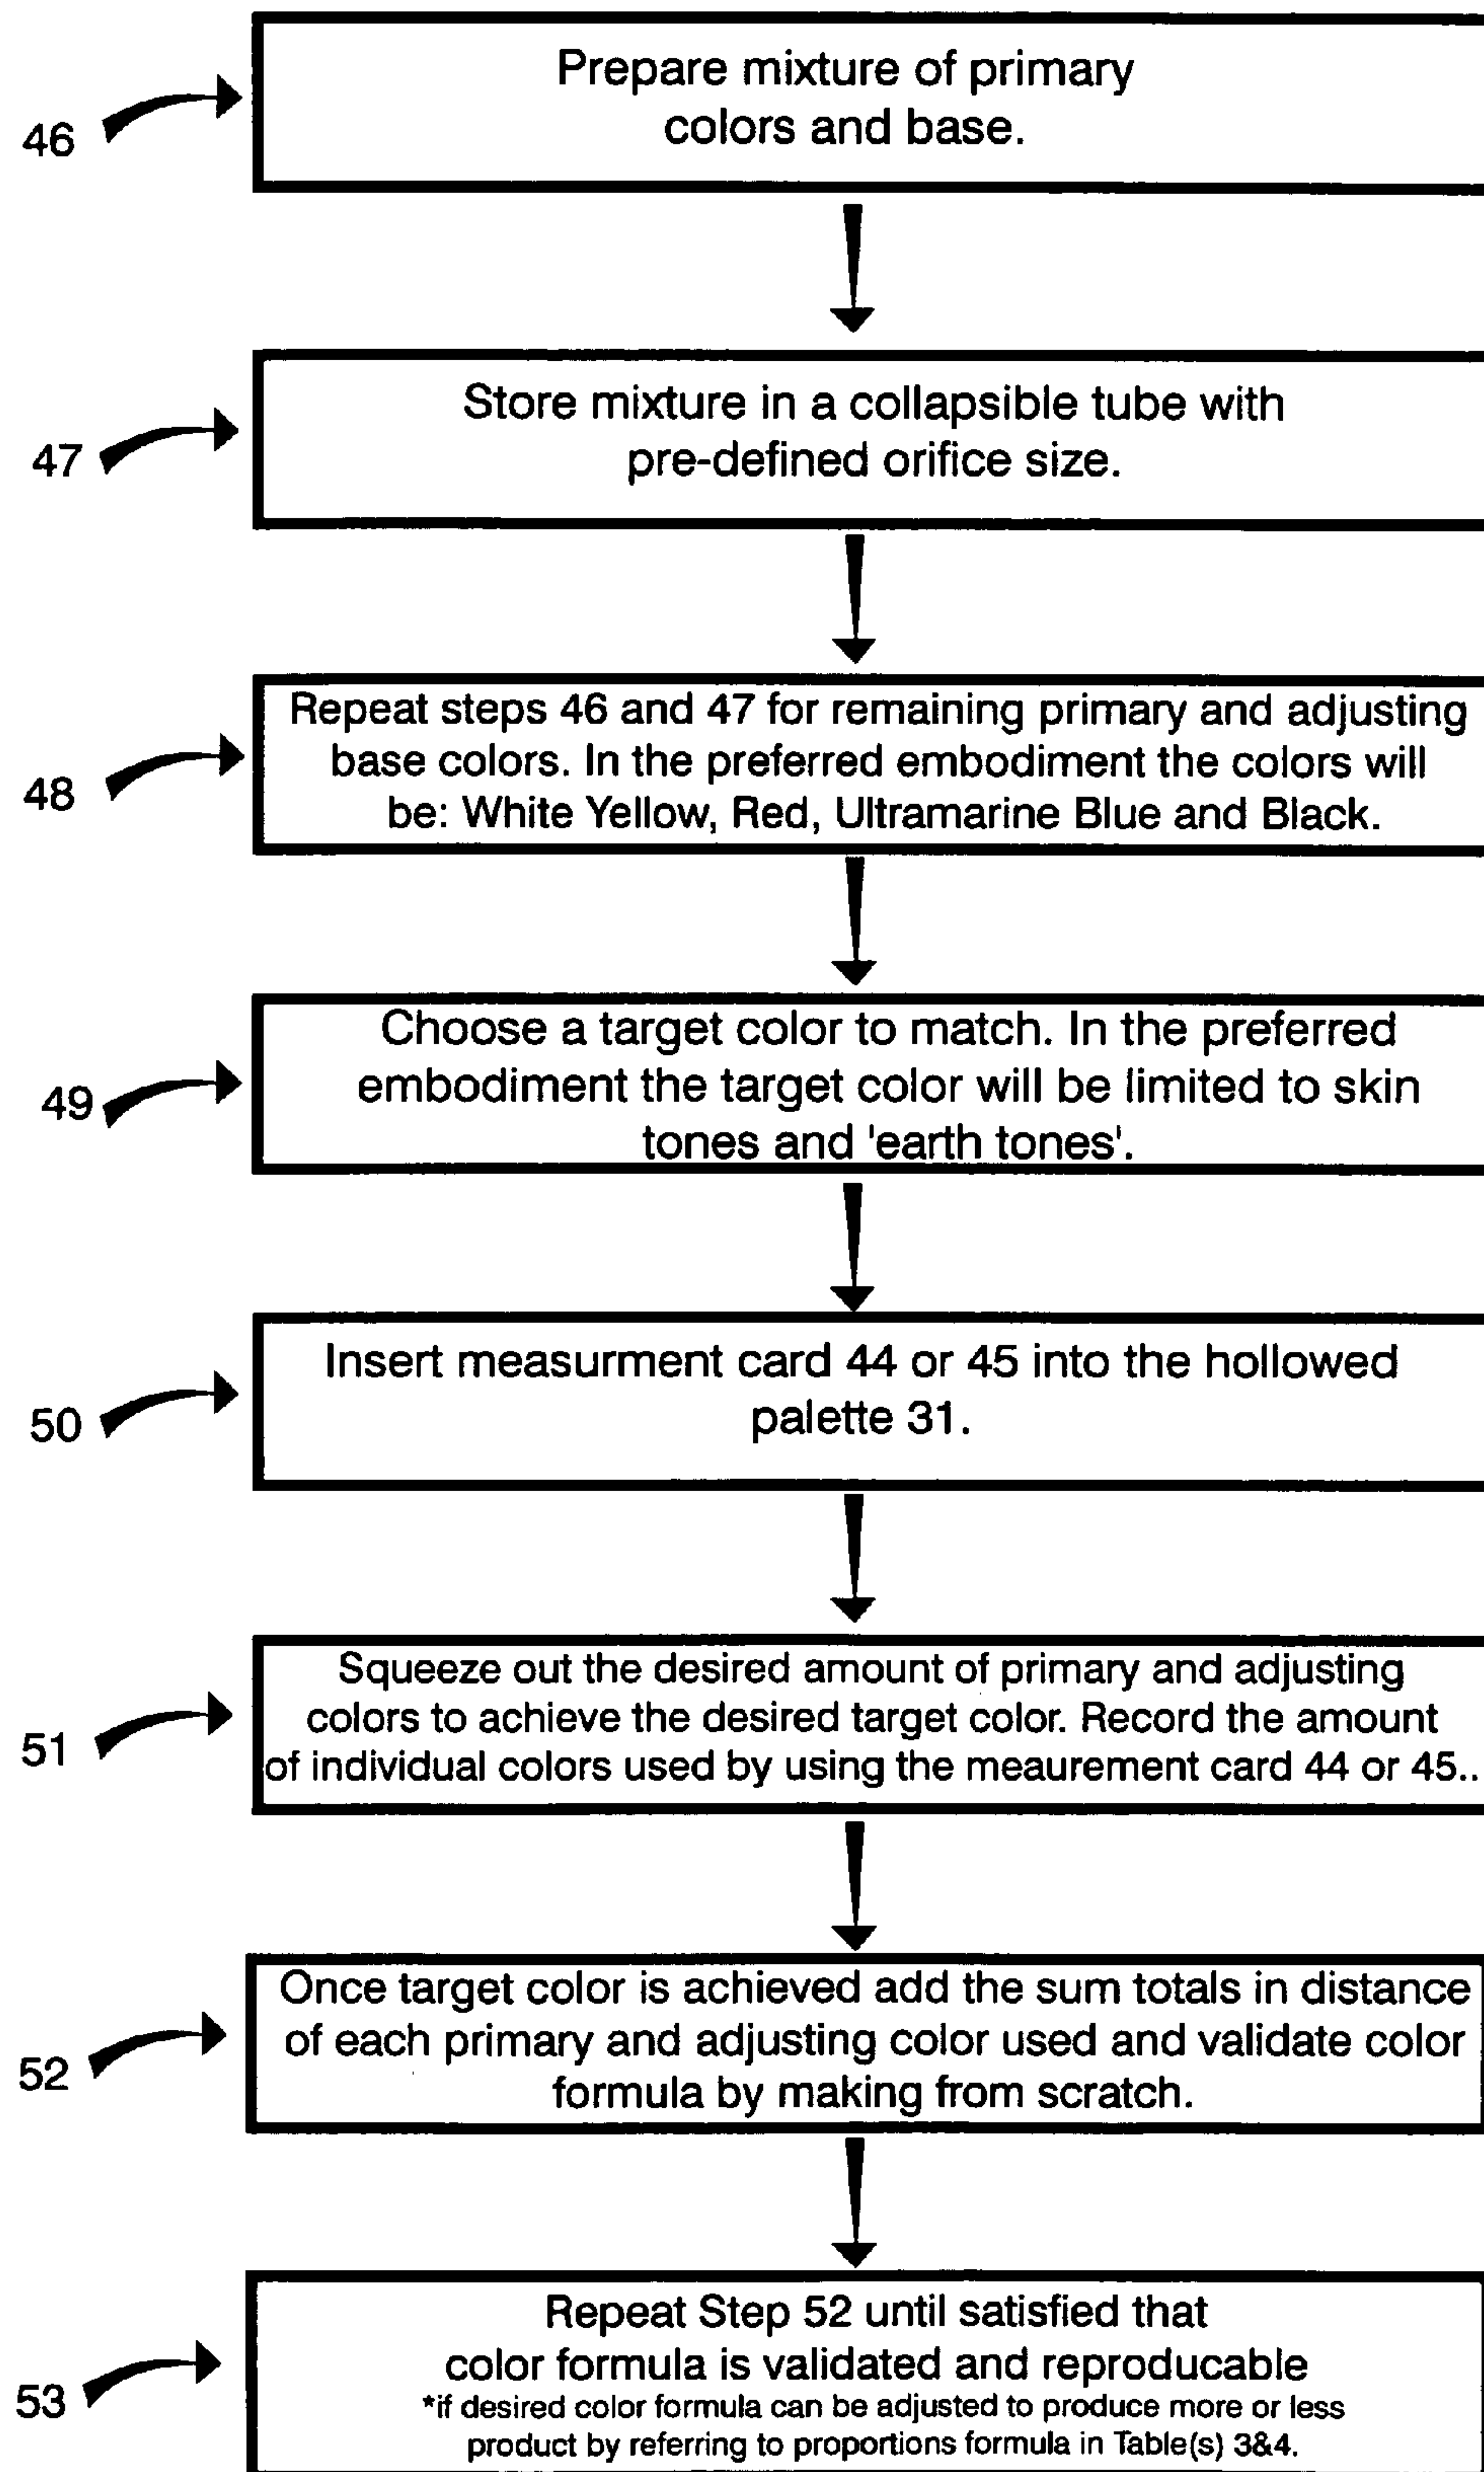 Prepare mixture of primary
colors and base.
46
Store mixture in a collapsible tube with
pre-defined orifice size.
47
Repeat steps 46 and 47 for remaining primary and adjusting
base colors. In the preferred embodiment the colors will
be: White Yellow, Red, Ultramarine Blue and Black.
48
Choose a target color to match. In the preferred
embodiment the target color will be limited to skin
tones and 'earth tones'.
49
Insert measurment card 44 or 45 into the hollowed
palette 31.
50
Squeeze out the desired amount of primary and adjusting
colors to achieve the desired target color. Record the amount
of individual colors used by using the meaurement card 44 or 45..
51
Once target color is achieved add the sum totals in distance
of each primary and adjusting color used and validate color
formula by making from scratch.
52
Repeat Step 52 until satisfied that
color formula is validated and reproducable
*if desired color formula can be adjusted to produce more or less
product by referring to proportions formula in Table(s) 3&4.
53